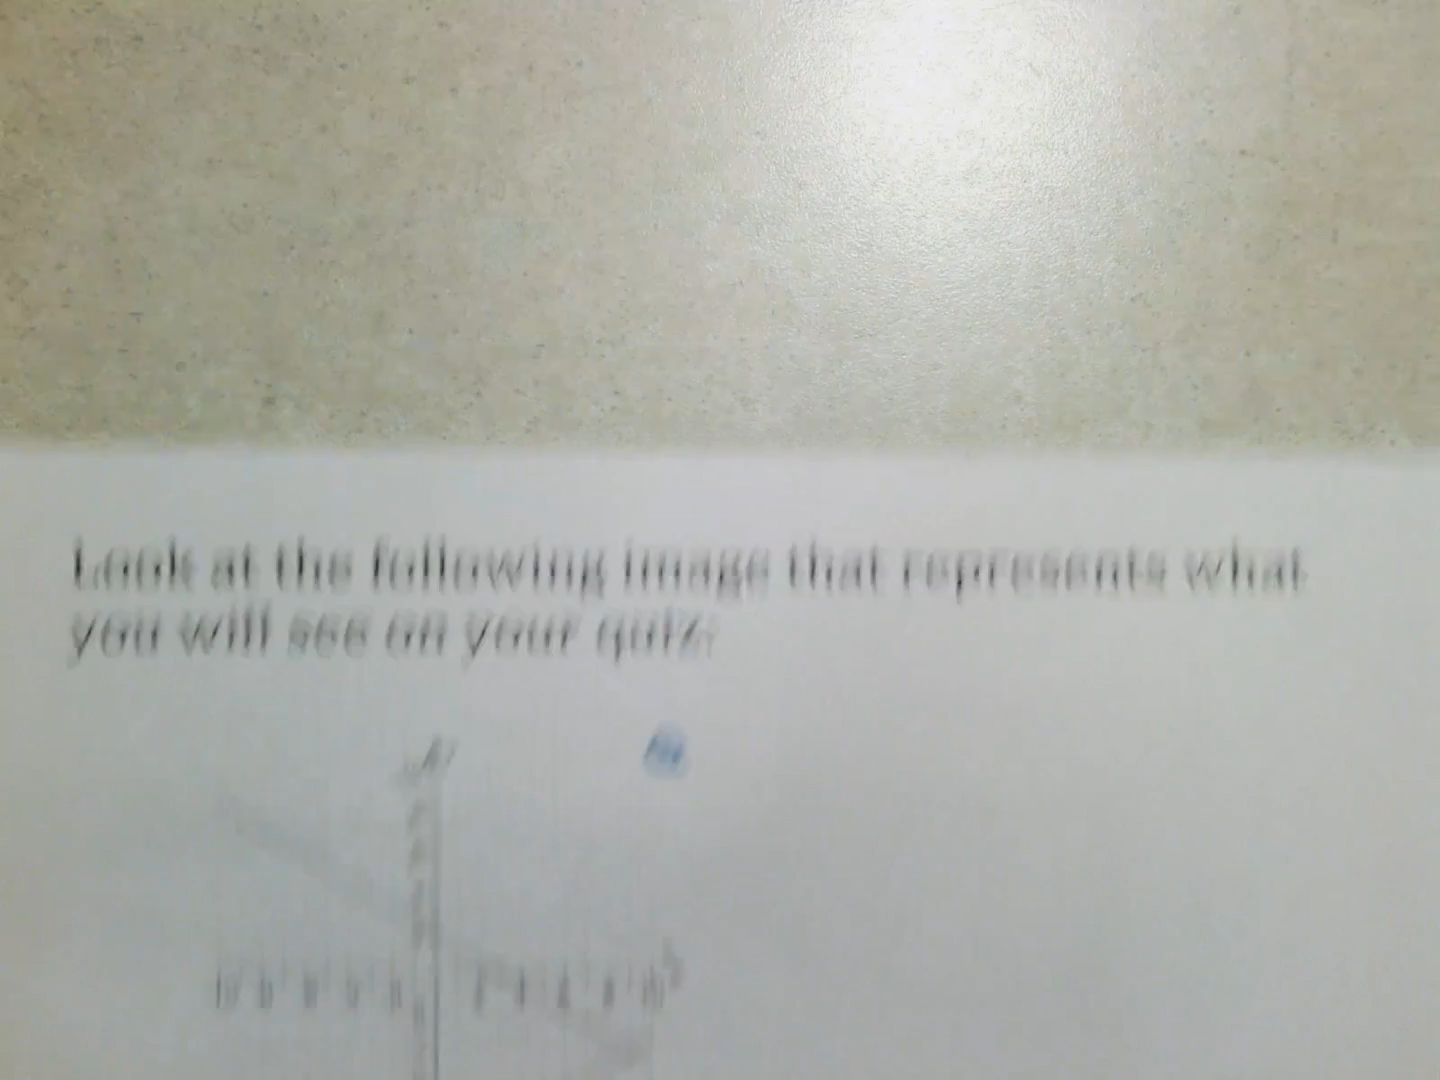 Look at the following image that represents what
you will see on your quiz.